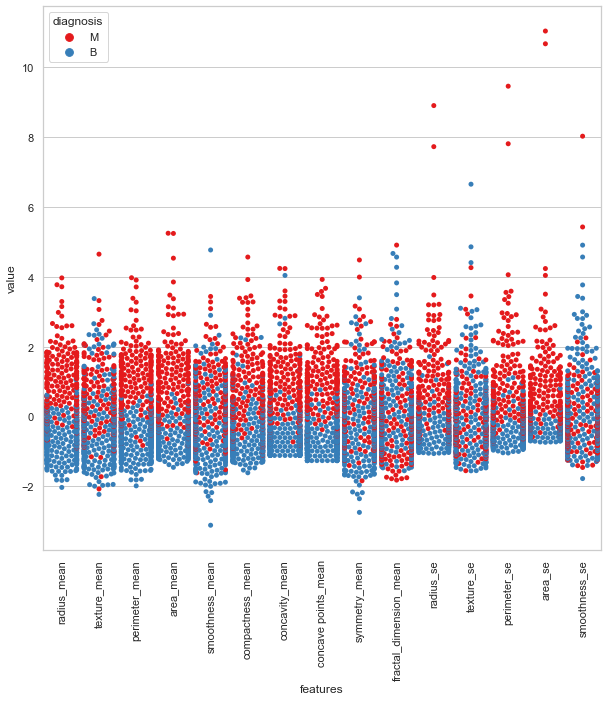 diagnosis
M
B
10
8
6
4
2
0
−2
value
radius_mean
texture_mean
perimeter_mean
area_mean
smoothness_mean
compactness_mean
concavity_mean
concave points_mean
symmetry_mean
fractal_dimension_mean
radius_se
texture_se
perimeter_se
area_se
smoothness_se
features